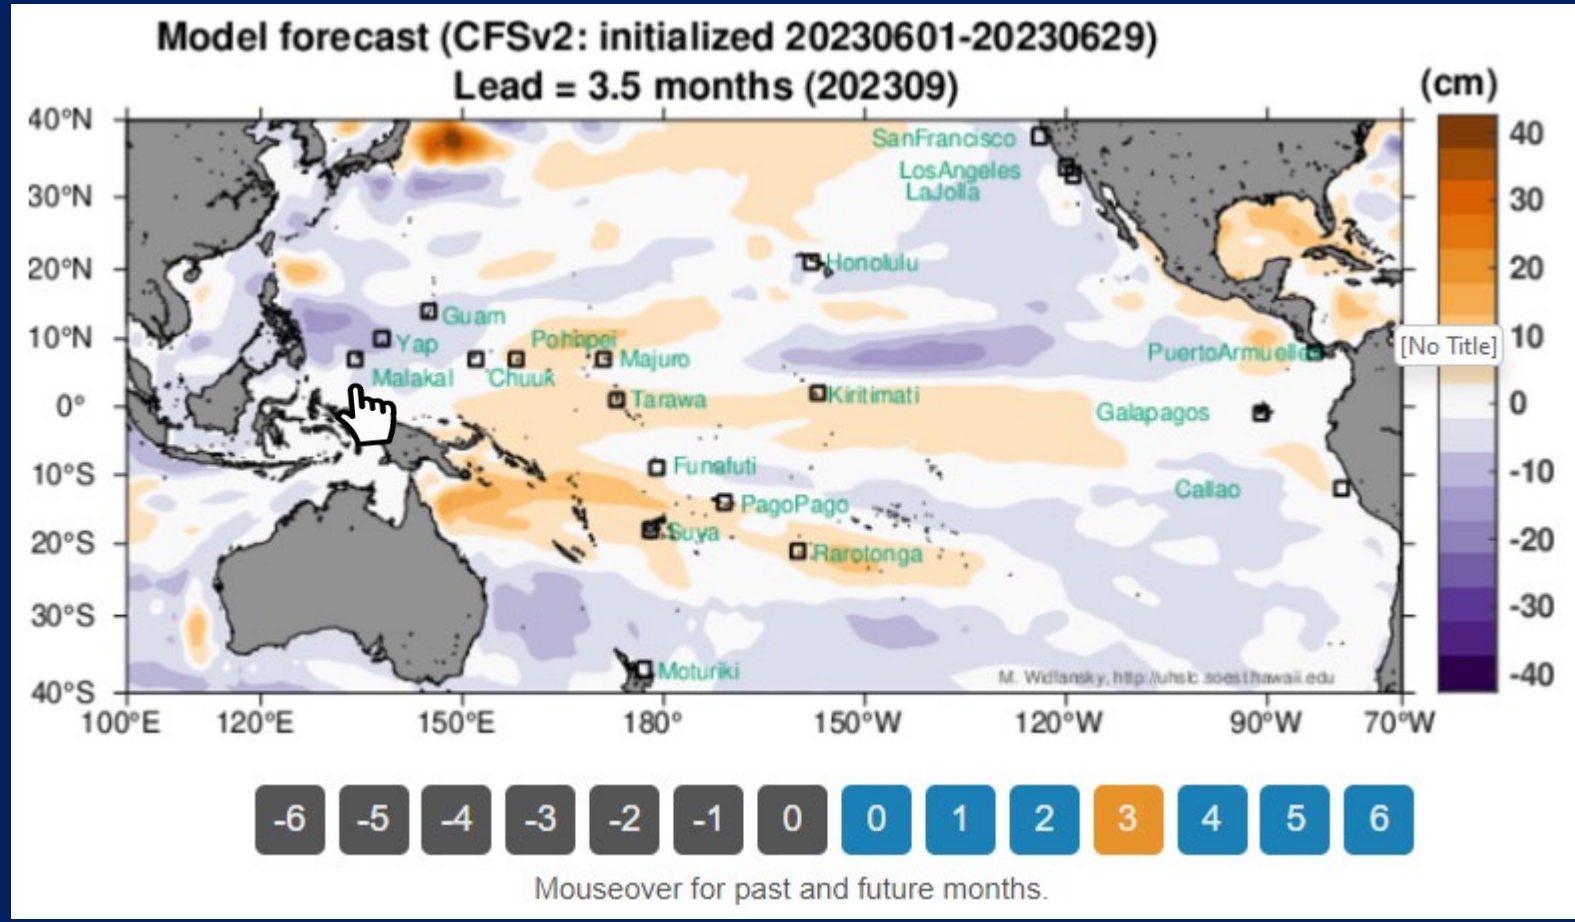 Model forecast (CFSv2: initialized 20230601-20230629)
Lead = 3.5 months (202309)
(cm)
40°N
30°N
20°N
10°N
0°
10°S
20°S
30°S
40°S
SanFrancisco
LosAngeles
LaJolla
Honolulu
Guam
Yap
Pohnpei
Majuro
PuertoArmuelle
Malakal
Chuuk
Tarawa
Kiritimati
Galapagos
Funafuti
PagoPago
Callao
Suva
Rarotonga
Moturiki
M. Widlansky, http://uhslc.soest.hawaii.edu
100°E 120°E 150°E 180° 150°W 120°W 90°W 70°W
40
30
20
10
[No Title]
0
-10
-20
-30
-40
-6 -5 -4 -3 -2 -1 0 0 1 2 3 4 5 6
Mouseover for past and future months.